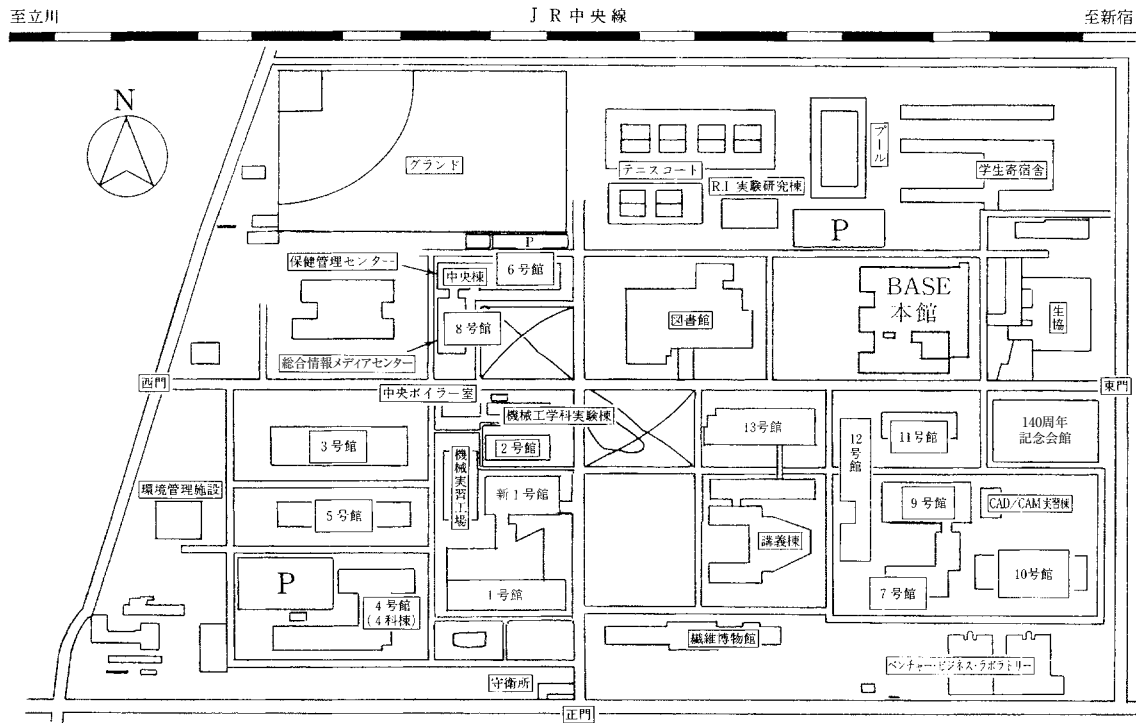 至立川
ＪＲ中央線
至新宿
N
グランド
テニスコート
プール
学生寄宿舎
R.I 実験研究棟
P
P
保健管理センター
中央棟
6号館
BASE
本館
図書館
生協
8号館
総合情報メディアセンター
西門
中央ボイラー室
東門
機械工学科実験棟
3号館
2号館
13号館
12号館
11号館
140周年
記念会館
機械実習工場
環境管理施設
新1号館
9号館
CAD/CAM実習棟
5号館
講義棟
P
10号館
4号館
(4科棟)
1号館
7号館
繊維博物館
ベンチャー・ビジネス・ラボラトリー
守衛所
正門